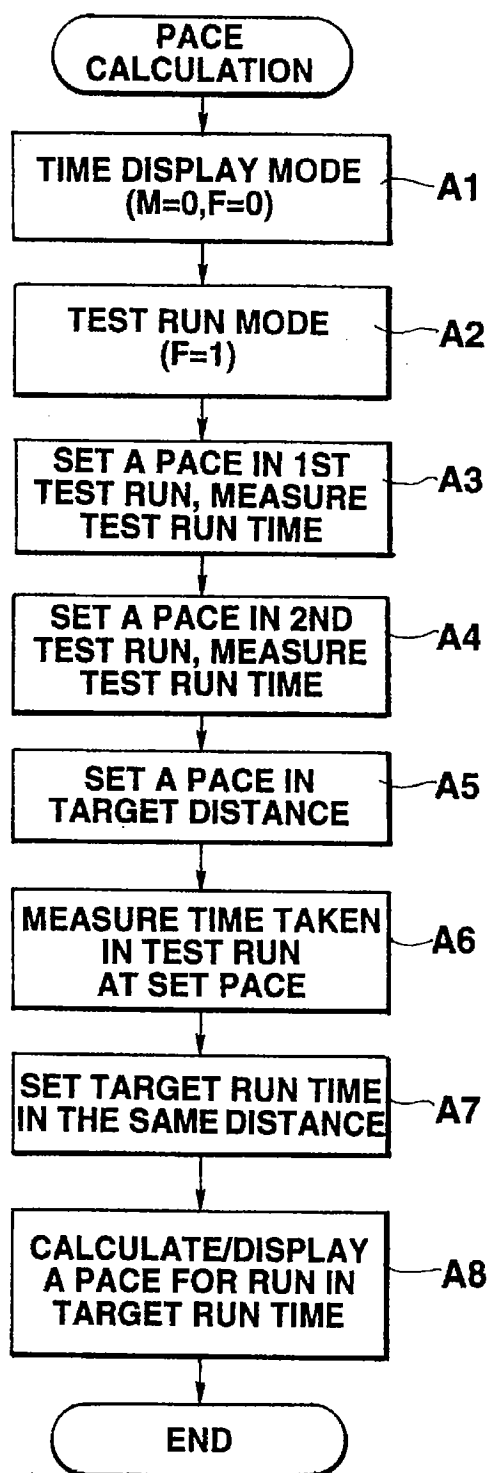 PACE
CALCULATION
TIME DISPLAY MODE
(M=0,F=0)
A1
TEST RUN MODE
(F=1)
A2
SET A PACE IN 1ST
TEST RUN, MEASURE
TEST RUN TIME
A3
SET A PACE IN 2ND
TEST RUN, MEASURE
TEST RUN TIME
A4
SET A PACE IN
TARGET DISTANCE
A5
MEASURE TIME TAKEN
IN TEST RUN
AT SET PACE
A6
SET TARGET RUN TIME
IN THE SAME DISTANCE
A7
CALCULATE/DISPLAY
A PACE FOR RUN IN
TARGET RUN TIME
A8
END